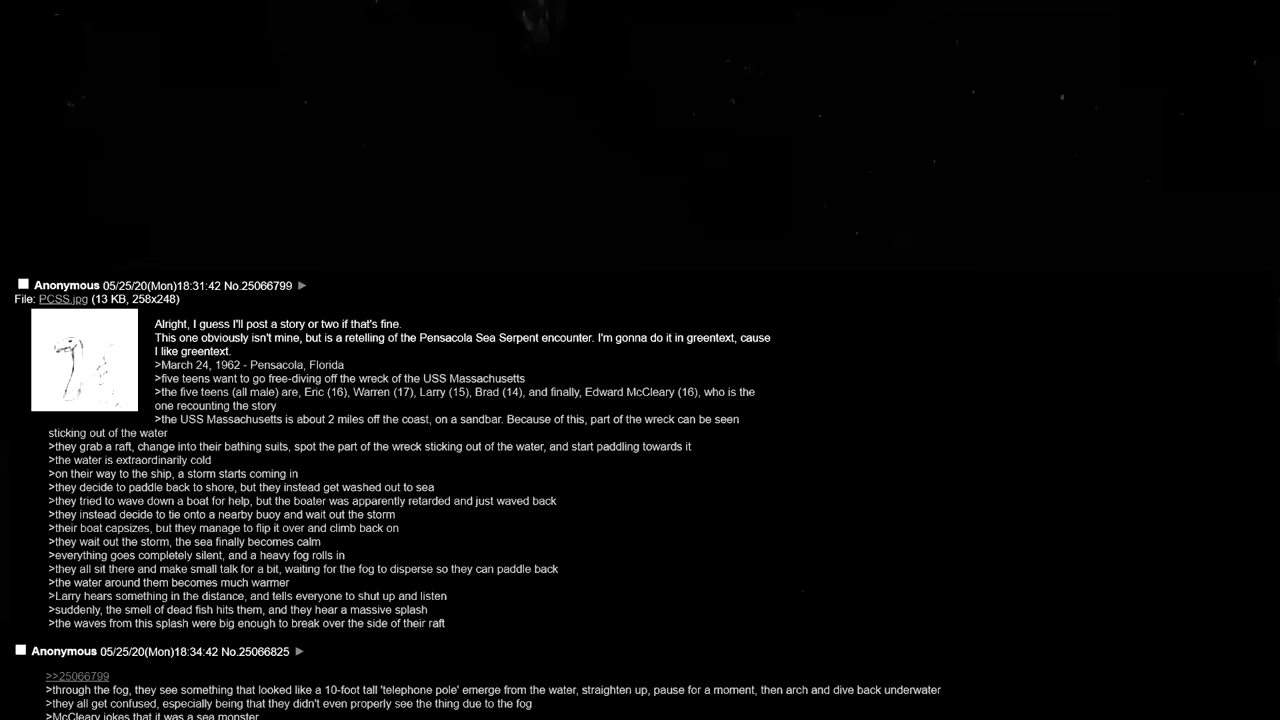 Anonymous 05/25/20(Mon)18:31:42 No.25066799 ▶
File: PCSS.jpg (13 KB, 258x248)
Alright, I guess I'll post a story or two if that's fine.
This one obviously isn't mine, but is a retelling of the Pensacola Sea Serpent encounter. I'm gonna do it in greentext, cause
I like greentext.
>March 24, 1962 - Pensacola, Florida
>five teens want to go free-diving off the wreck of the USS Massachusetts
>the five teens (all male) are, Eric (16), Warren (17), Larry (15), Brad (14), and finally, Edward McCleary (16), who is the
one recounting the story
>the USS Massachusetts is about 2 miles off the coast, on a sandbar. Because of this, part of the wreck can be seen
sticking out of the water
>they grab a raft, change into their bathing suits, spot the part of the wreck sticking out of the water, and start paddling towards it
>the water is extraordinarily cold
>on their way to the ship, a storm starts coming in
>they decide to paddle back to shore, but they instead get washed out to sea
>they tried to wave down a boat for help, but the boater was apparently retarded and just waved back
>they instead decide to tie onto a nearby buoy and wait out the storm
>their boat capsizes, but they manage to flip it over and climb back on
>they wait out the storm, the sea finally becomes calm
>everything goes completely silent, and a heavy fog rolls in
>they all sit there and make small talk for a bit, waiting for the fog to disperse so they can paddle back
>the water around them becomes much warmer
>Larry hears something in the distance, and tells everyone to shut up and listen
>suddenly, the smell of dead fish hits them, and they hear a massive splash
>the waves from this splash were big enough to break over the side of their raft
Anonymous 05/25/20(Mon)18:34:42 No.25066825 ▶
>>25066799
>through the fog, they see something that looked like a 10-foot tall 'telephone pole' emerge from the water, straighten up, pause for a moment, then arch and dive back underwater
>they all get confused, especially being that they didn't even properly see the thing due to the fog
>McCleary jokes that it was a sea monster